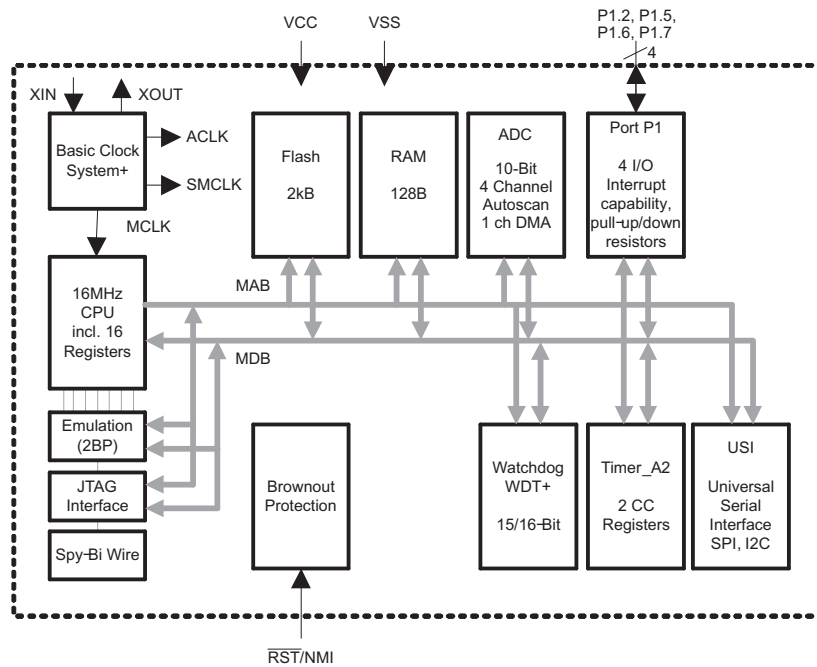 VCC
VSS
P1.2, P1.5,
P1.6, P1.7
4
XIN
XOUT
Basic Clock
System+
ACLK
SMCLK
MCLK
Flash
2kB
RAM
128B
ADC
10-Bit
4 Channel
Autoscan
1 ch DMA
Port P1
4 I/O
Interrupt
capability,
pull-up/down
resistors
16MHz
CPU
incl. 16
Registers
MAB
MDB
Emulation
(2BP)
JTAG
Interface
Spy-Bi Wire
Brownout
Protection
Watchdog
WDT+
15/16-Bit
Timer_A2
2 CC
Registers
USI
Universal
Serial
Interface
SPI, I2C
RST/NMI